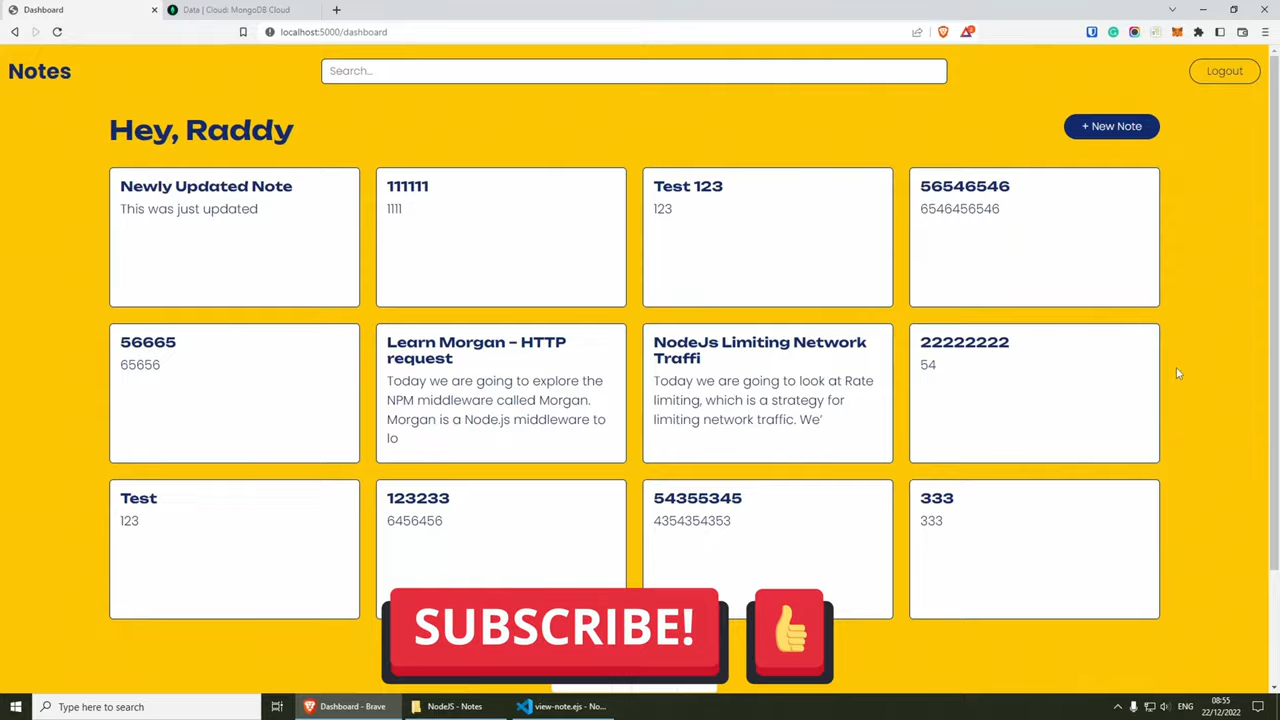 Dashboard
Data | Cloud: MongoDB Cloud
localhost:5000/dashboard
Notes
Search...
Logout
Hey, Raddy
+ New Note
Newly Updated Note
This was just updated
111111
1111
Test 123
123
56546546
6546456546
56665
65656
Learn Morgan – HTTP
request
Today we are going to explore the
NPM middleware called Morgan.
Morgan is a Node.js middleware to
lo
NodeJs Limiting Network
Traffi
Today we are going to look at Rate
limiting, which is a strategy for
limiting network traffic. We’
22222222
54
Test
123
123233
6456456
54355345
4354354353
333
333
SUBSCRIBE!
Type here to search
Dashboard - Brave
NodeJS - Notes
view-note.ejs - No...
ENG
08:55
22/12/2022